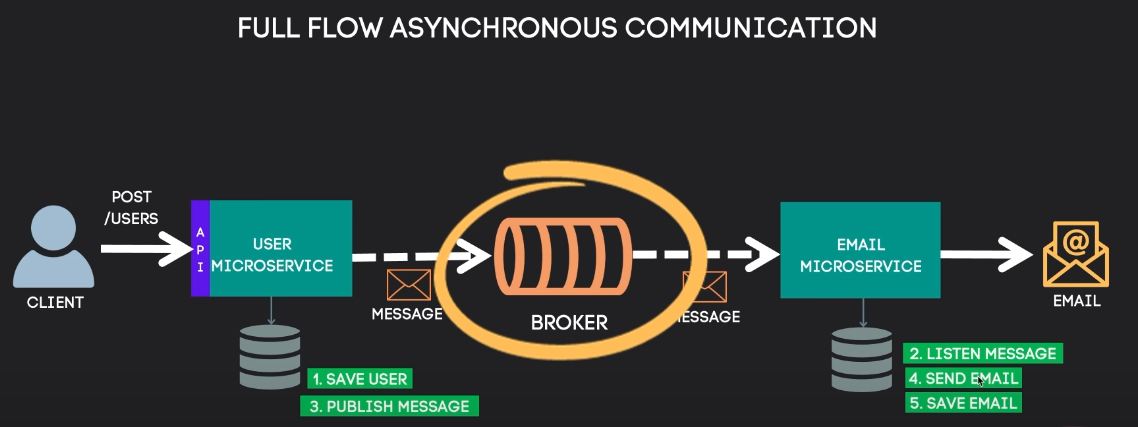 FULL FLOW ASYNCHRONOUS COMMUNICATION
POST
/USERS
API
USER
MICROSERVICE
CLIENT
MESSAGE
BROKER
MESSAGE
EMAIL
MICROSERVICE
EMAIL
1. SAVE USER
3. PUBLISH MESSAGE
2. LISTEN MESSAGE
4. SEND EMAIL
5. SAVE EMAIL